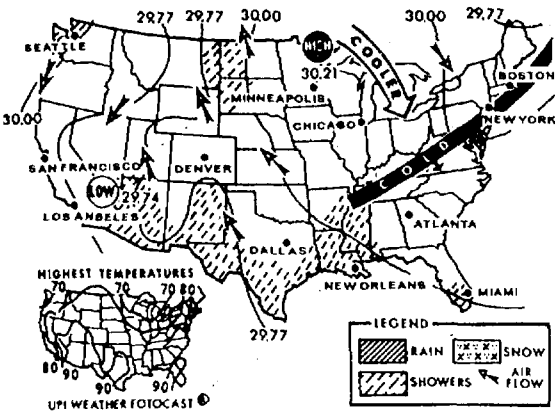 29.77 29.77 30.00 30.00 29.77
SEATTLE
HIGH
COOLER
30.21
BOSTON
MINNEAPOLIS
NEW YORK
30.00
CHICAGO
COLD
SAN FRANCISCO
DENVER
LOW
29.74
LOS ANGELES
ATLANTA
DALLAS
HIGHEST TEMPERATURES
NEW ORLEANS
MIAMI
70 70 70 80
29.77
LEGEND
RAIN SNOW
SHOWERS AIR FLOW
80 90 90 90
UPI WEATHER FOTOCAST